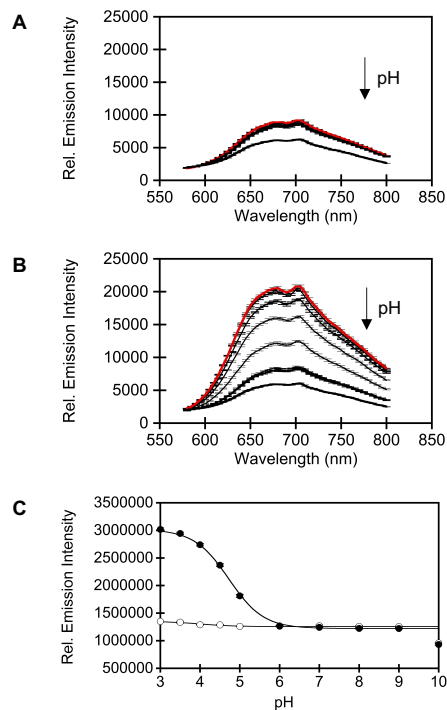 A
Rel. Emission Intensity
25000
20000
15000
10000
5000
0
pH
550 600 650 700 750 800 850
Wavelength (nm)
B
Rel. Emission Intensity
25000
20000
15000
10000
5000
0
pH
550 600 650 700 750 800 850
Wavelength (nm)
C
Rel. Emission Intensity
3500000
3000000
2500000
2000000
1500000
1000000
500000
3 4 5 6 7 8 9 10
pH